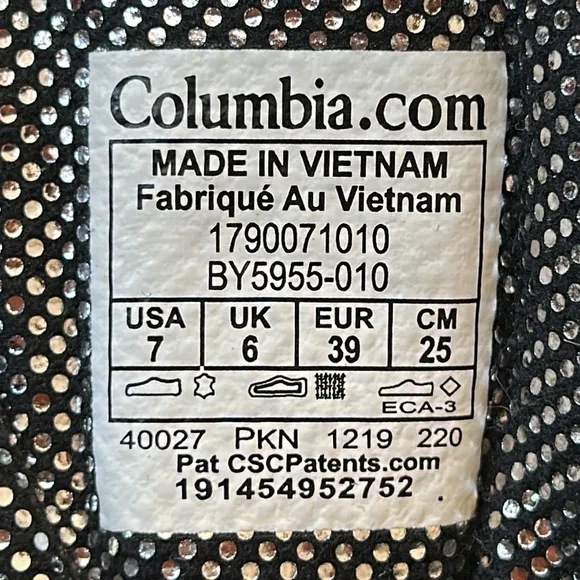 Columbia.com
MADE IN VIETNAM
Fabriqué Au Vietnam
1790071010
BY5955-010
USA UK EUR CM
7 6 39 25
ECA-3
40027 PKN 1219 220
Pat CSCPatents.com
191454952752 .